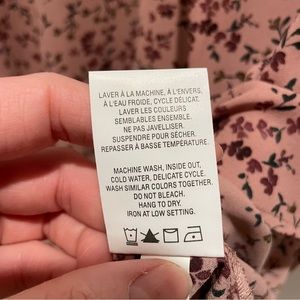 LAVER À LA MACHINE, À L'ENVERS,
À L'EAU FROIDE, CYCLE DÉLICAT.
LAVER LES COULEURS
SEMBLABLES ENSEMBLE.
NE PAS JAVELLISER.
SUSPENDRE POUR SÉCHER.
REPASSER À BASSE TEMPÉRATURE.
MACHINE WASH, INSIDE OUT,
COLD WATER, DELICATE CYCLE.
WASH SIMILAR COLORS TOGETHER.
DO NOT BLEACH.
HANG TO DRY.
IRON AT LOW SETTING.